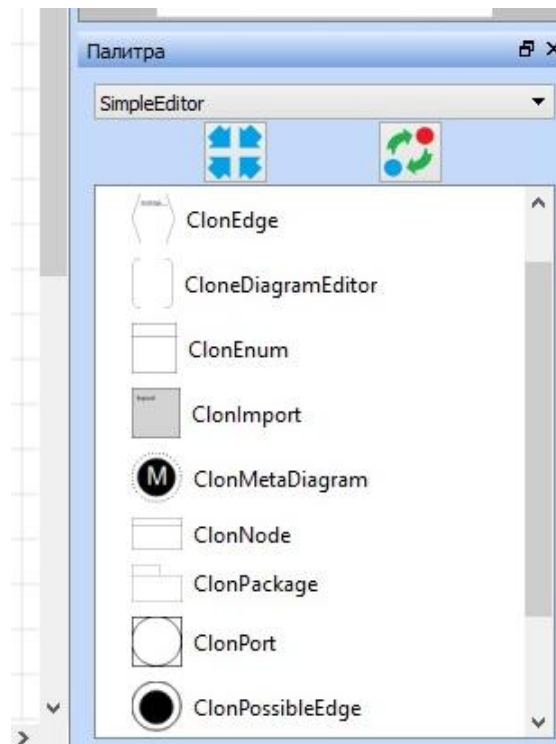 Палитра
SimpleEditor
ClonEdge
CloneDiagramEditor
ClonEnum
ClonImport
M
ClonMetaDiagram
ClonNode
ClonPackage
ClonPort
ClonPossibleEdge